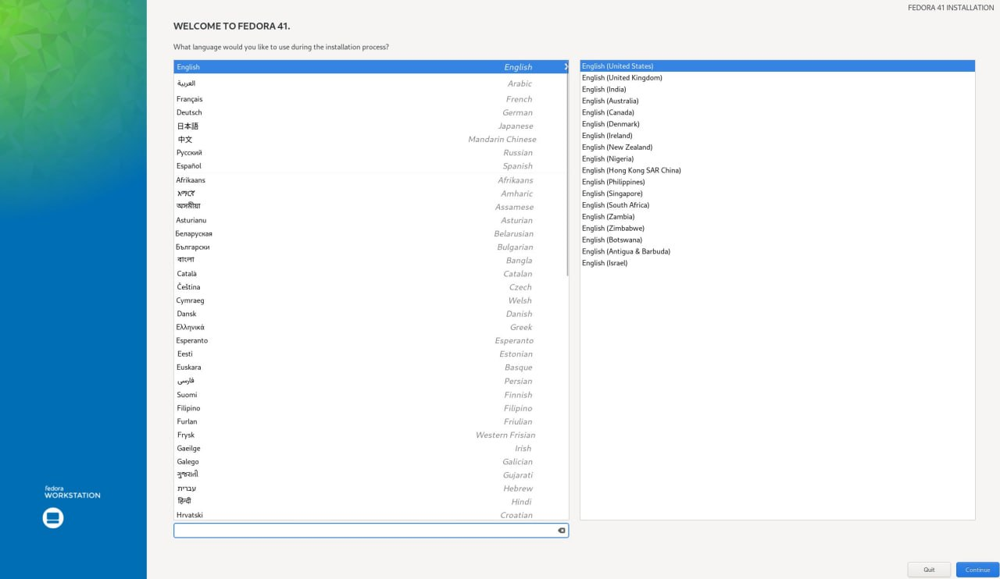 FEDORA 41 INSTALLATION
WELCOME TO FEDORA 41.
What language would you like to use during the installation process?
English English
العربية Arabic
Français French
Deutsch German
日本語 Japanese
中文 Mandarin Chinese
Русский Russian
Español Spanish
Afrikaans Afrikaans
አማርኛ Amharic
অসমীয়া Assamese
Asturianu Asturian
Беларуская Belarusian
Български Bulgarian
বাংলা Bangla
Català Catalan
Čeština Czech
Cymraeg Welsh
Dansk Danish
Ελληνικά Greek
Esperanto Esperanto
Eesti Estonian
Euskara Basque
فارسی Persian
Suomi Finnish
Filipino Filipino
Furlan Friulian
Frysk Western Frisian
Gaeilge Irish
Galego Galician
ગુજરાતી Gujarati
עברית Hebrew
हिन्दी Hindi
Hrvatski Croatian
English (United States)
English (United Kingdom)
English (India)
English (Australia)
English (Canada)
English (Denmark)
English (Ireland)
English (New Zealand)
English (Nigeria)
English (Hong Kong SAR China)
English (Philippines)
English (Singapore)
English (South Africa)
English (Zambia)
English (Zimbabwe)
English (Botswana)
English (Antigua & Barbuda)
English (Israel)
fedora
WORKSTATION
Quit
Continue